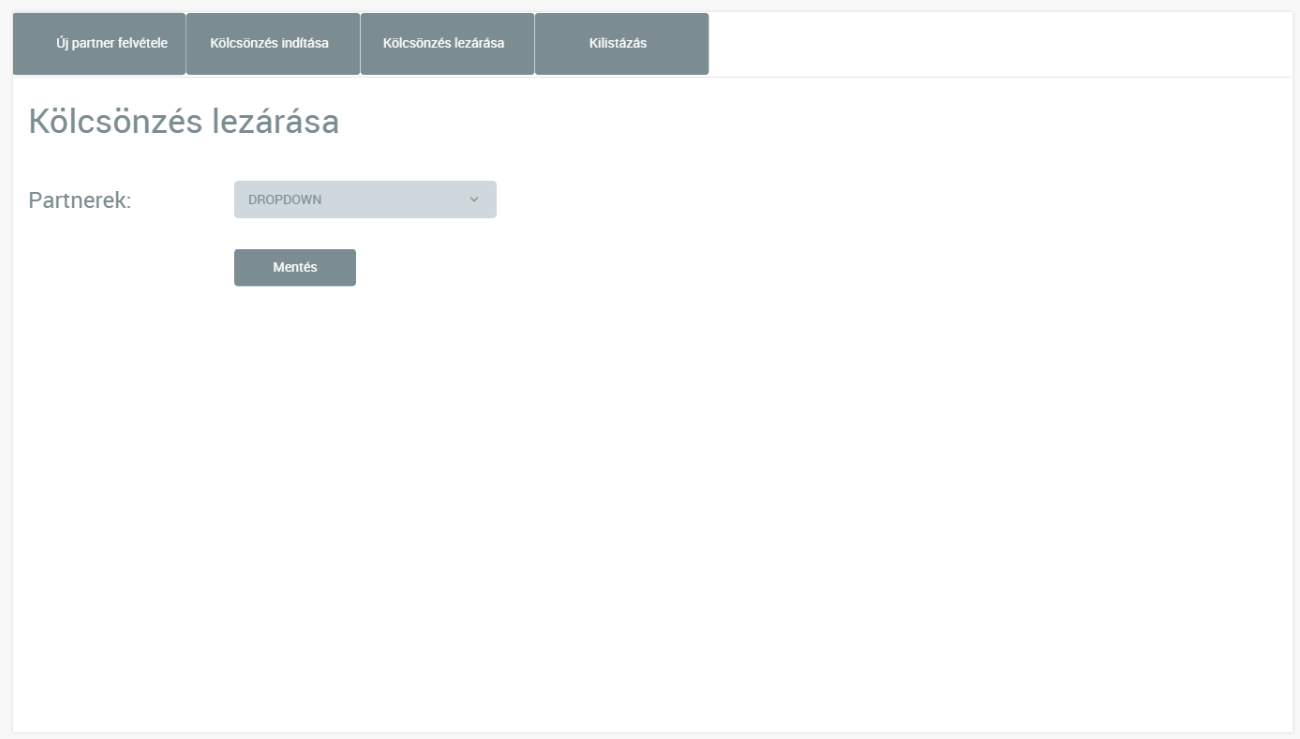 Új partner felvétele
Kölcsönzés indítása
Kölcsönzés lezárása
Kilistázás
Kölcsönzés lezárása
Partnerek:
DROPDOWN
Mentés